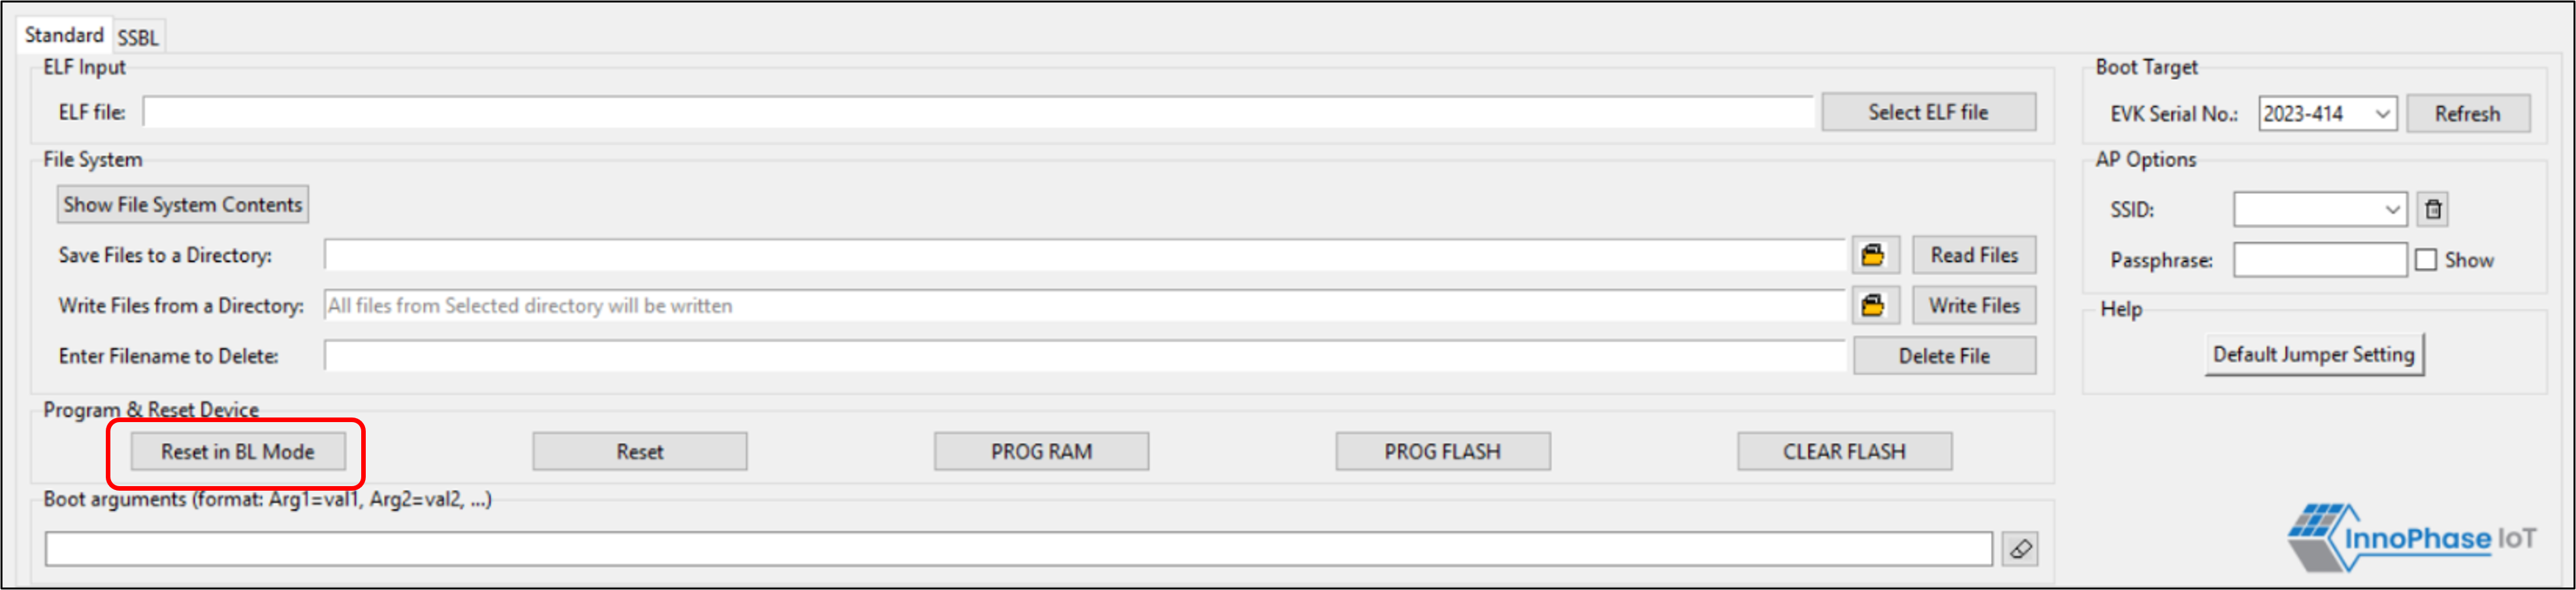 Standard SSBL
ELF Input
ELF file: Select ELF file
File System
Show File System Contents
Save Files to a Directory: Read Files
Write Files from a Directory: All files from Selected directory will be written Write Files
Enter Filename to Delete: Delete File
Program & Reset Device
Reset in BL Mode Reset PROG RAM PROG FLASH CLEAR FLASH
Boot arguments (format: Arg1=val1, Arg2=val2, ...)
Boot Target
EVK Serial No.: 2023-414 Refresh
AP Options
SSID:
Passphrase: Show
Help
Default Jumper Setting
InnoPhase IoT